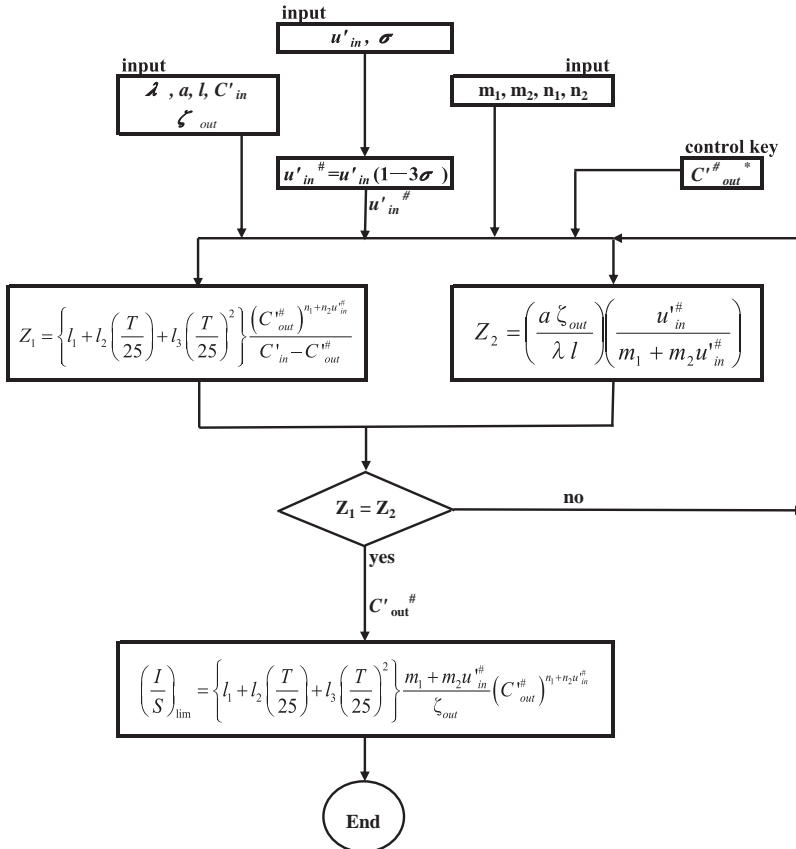 input
u'in, σ
input
λ , a, l, C'in
ζ out
input
m1, m2, n1, n2
control key
C'#out*
u'in#=u'in(1—3σ)
u'in#
Z1 = {l1 + l2 (T/25) + l3 (T/25)^2} (C'#out)^(n1+n2u'#in) / (C'in − C'#out)
Z2 = (a ζout / λ l) (u'#in / (m1 + m2u'#in))
Z1 = Z2
no
yes
C'out#
(I/S)lim = {l1 + l2 (T/25) + l3 (T/25)^2} (m1 + m2u'#in)/ζout (C'#out)^(n1+n2u'#in)
End